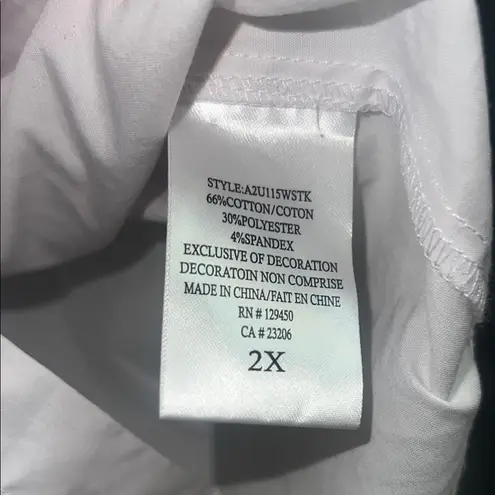 STYLE:A2U115WSTK
66%COTTON/COTON
30%POLYESTER
4%SPANDEX
EXCLUSIVE OF DECORATION
DECORATOIN NON COMPRISE
MADE IN CHINA/FAIT EN CHINE
RN # 129450
CA # 23206
2X